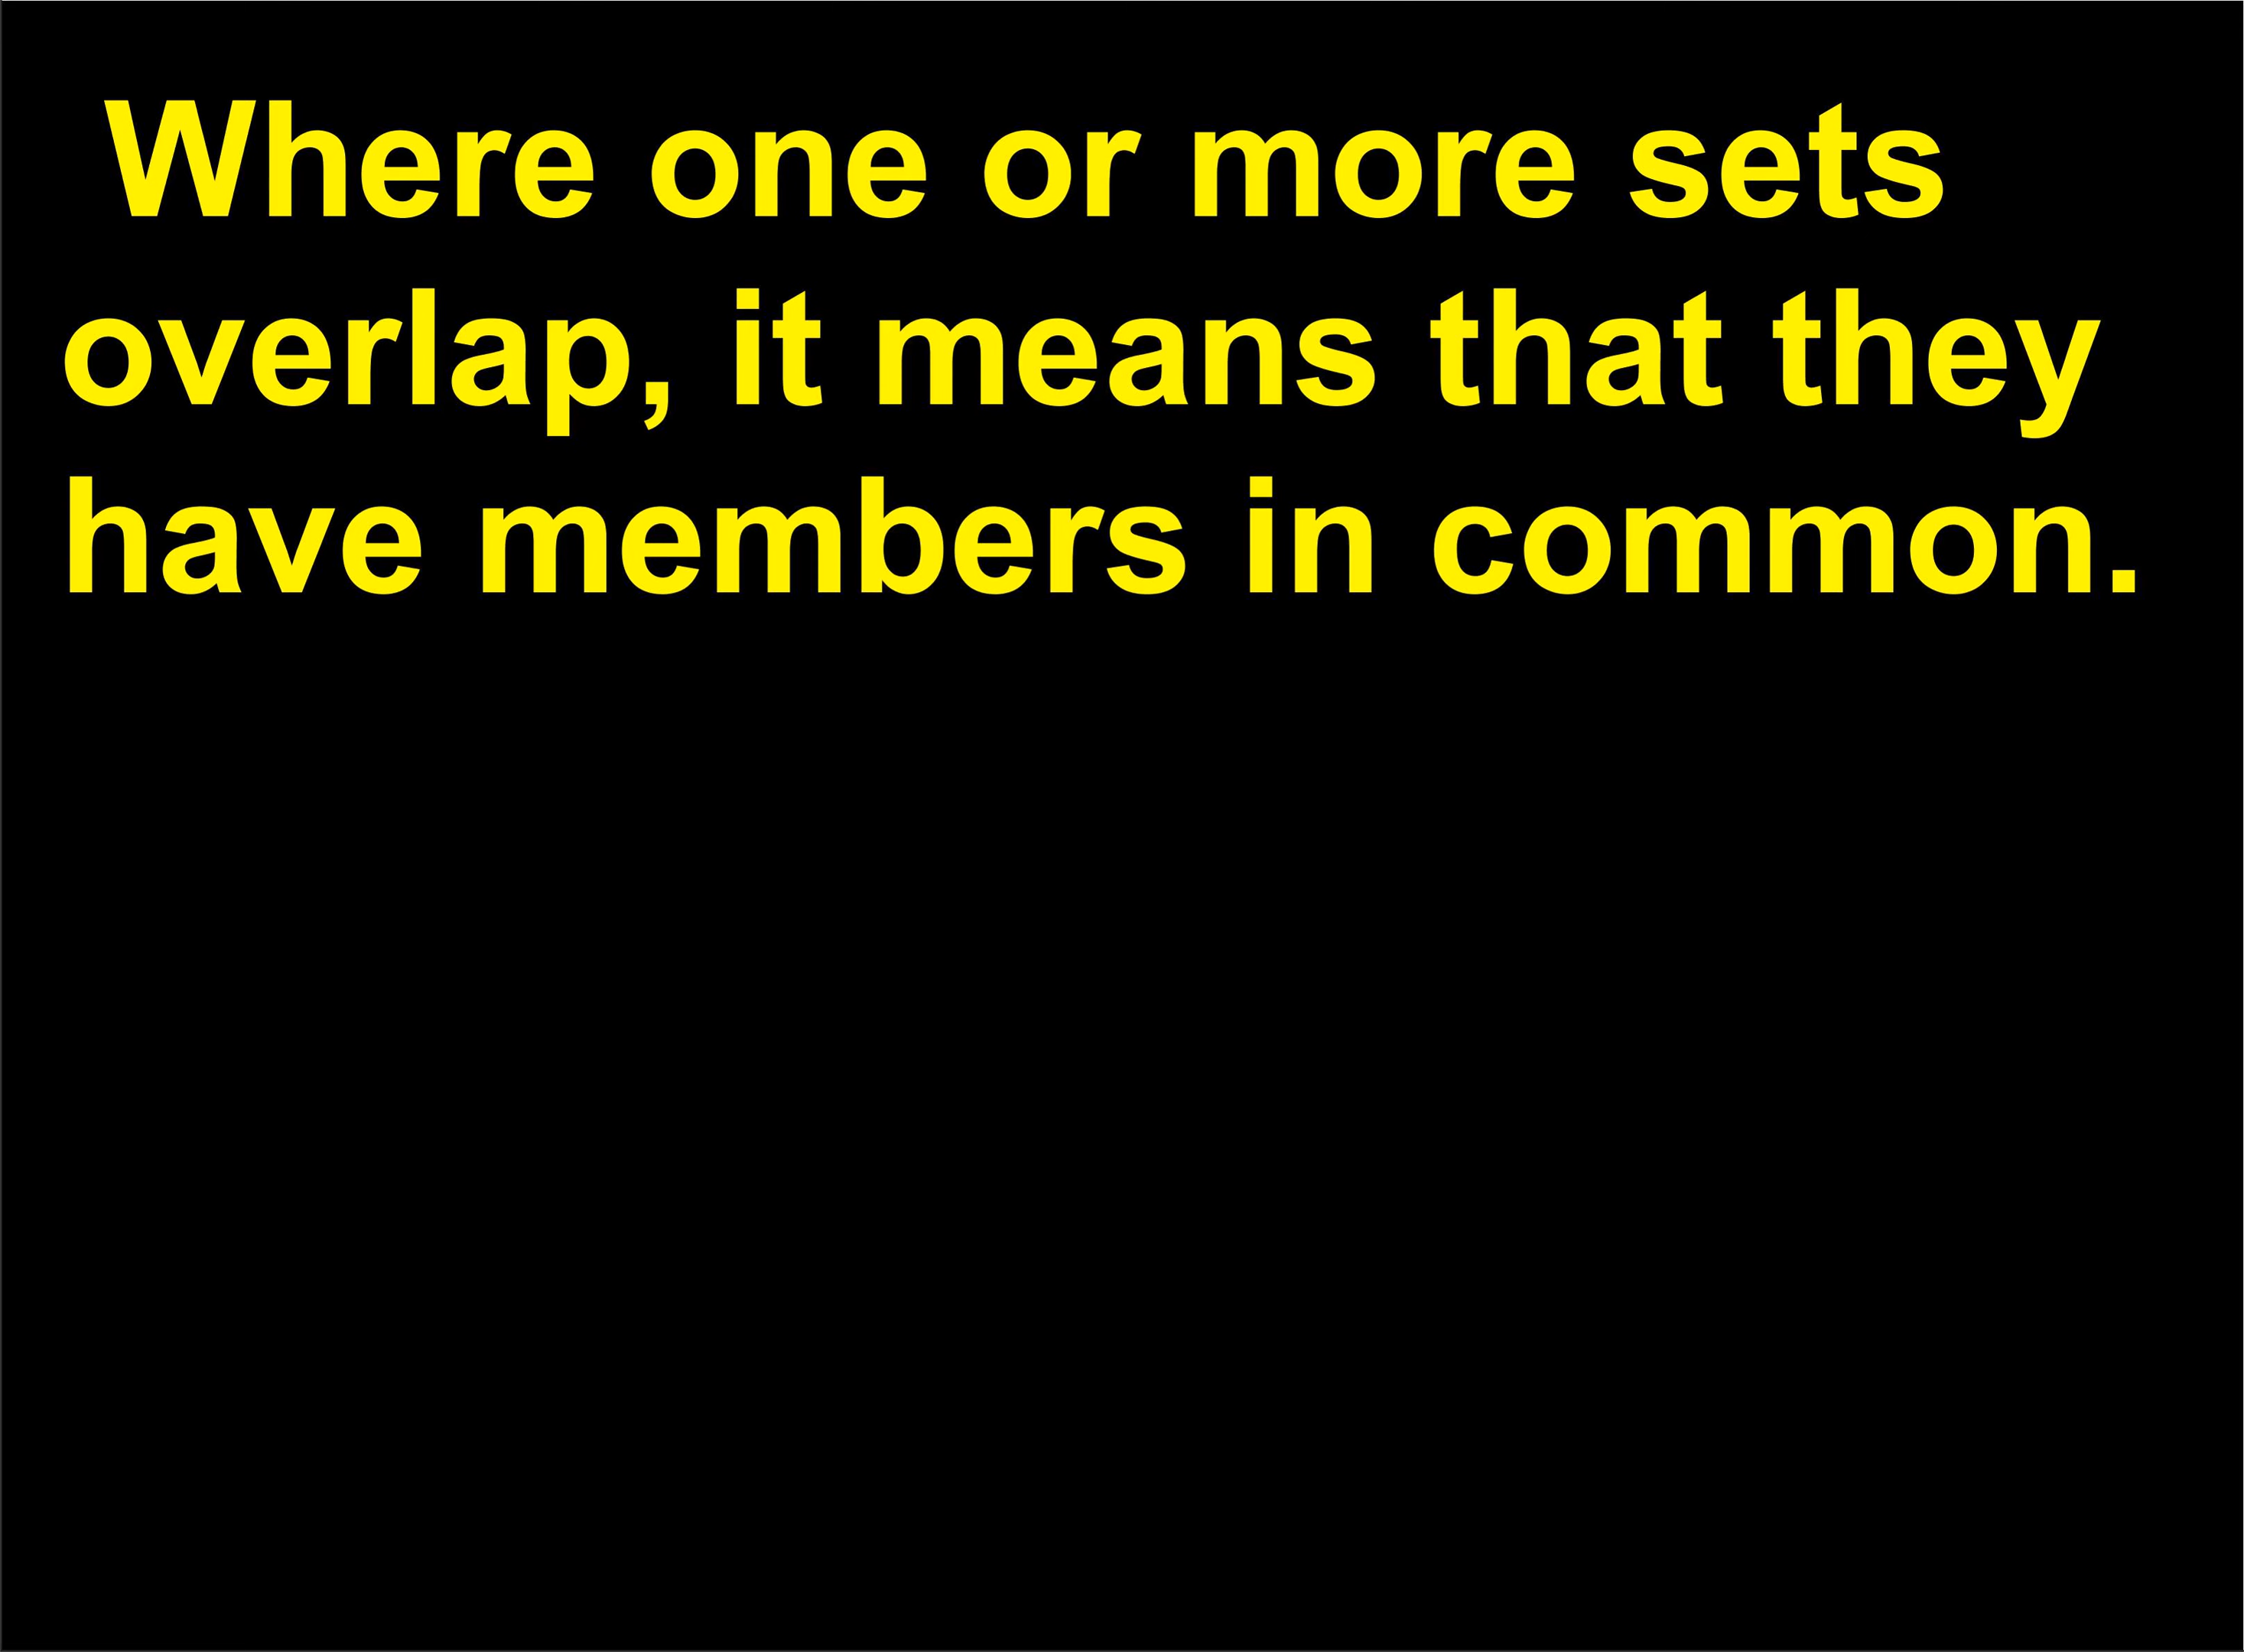 Where one or more sets
overlap, it means that they
have members in common.